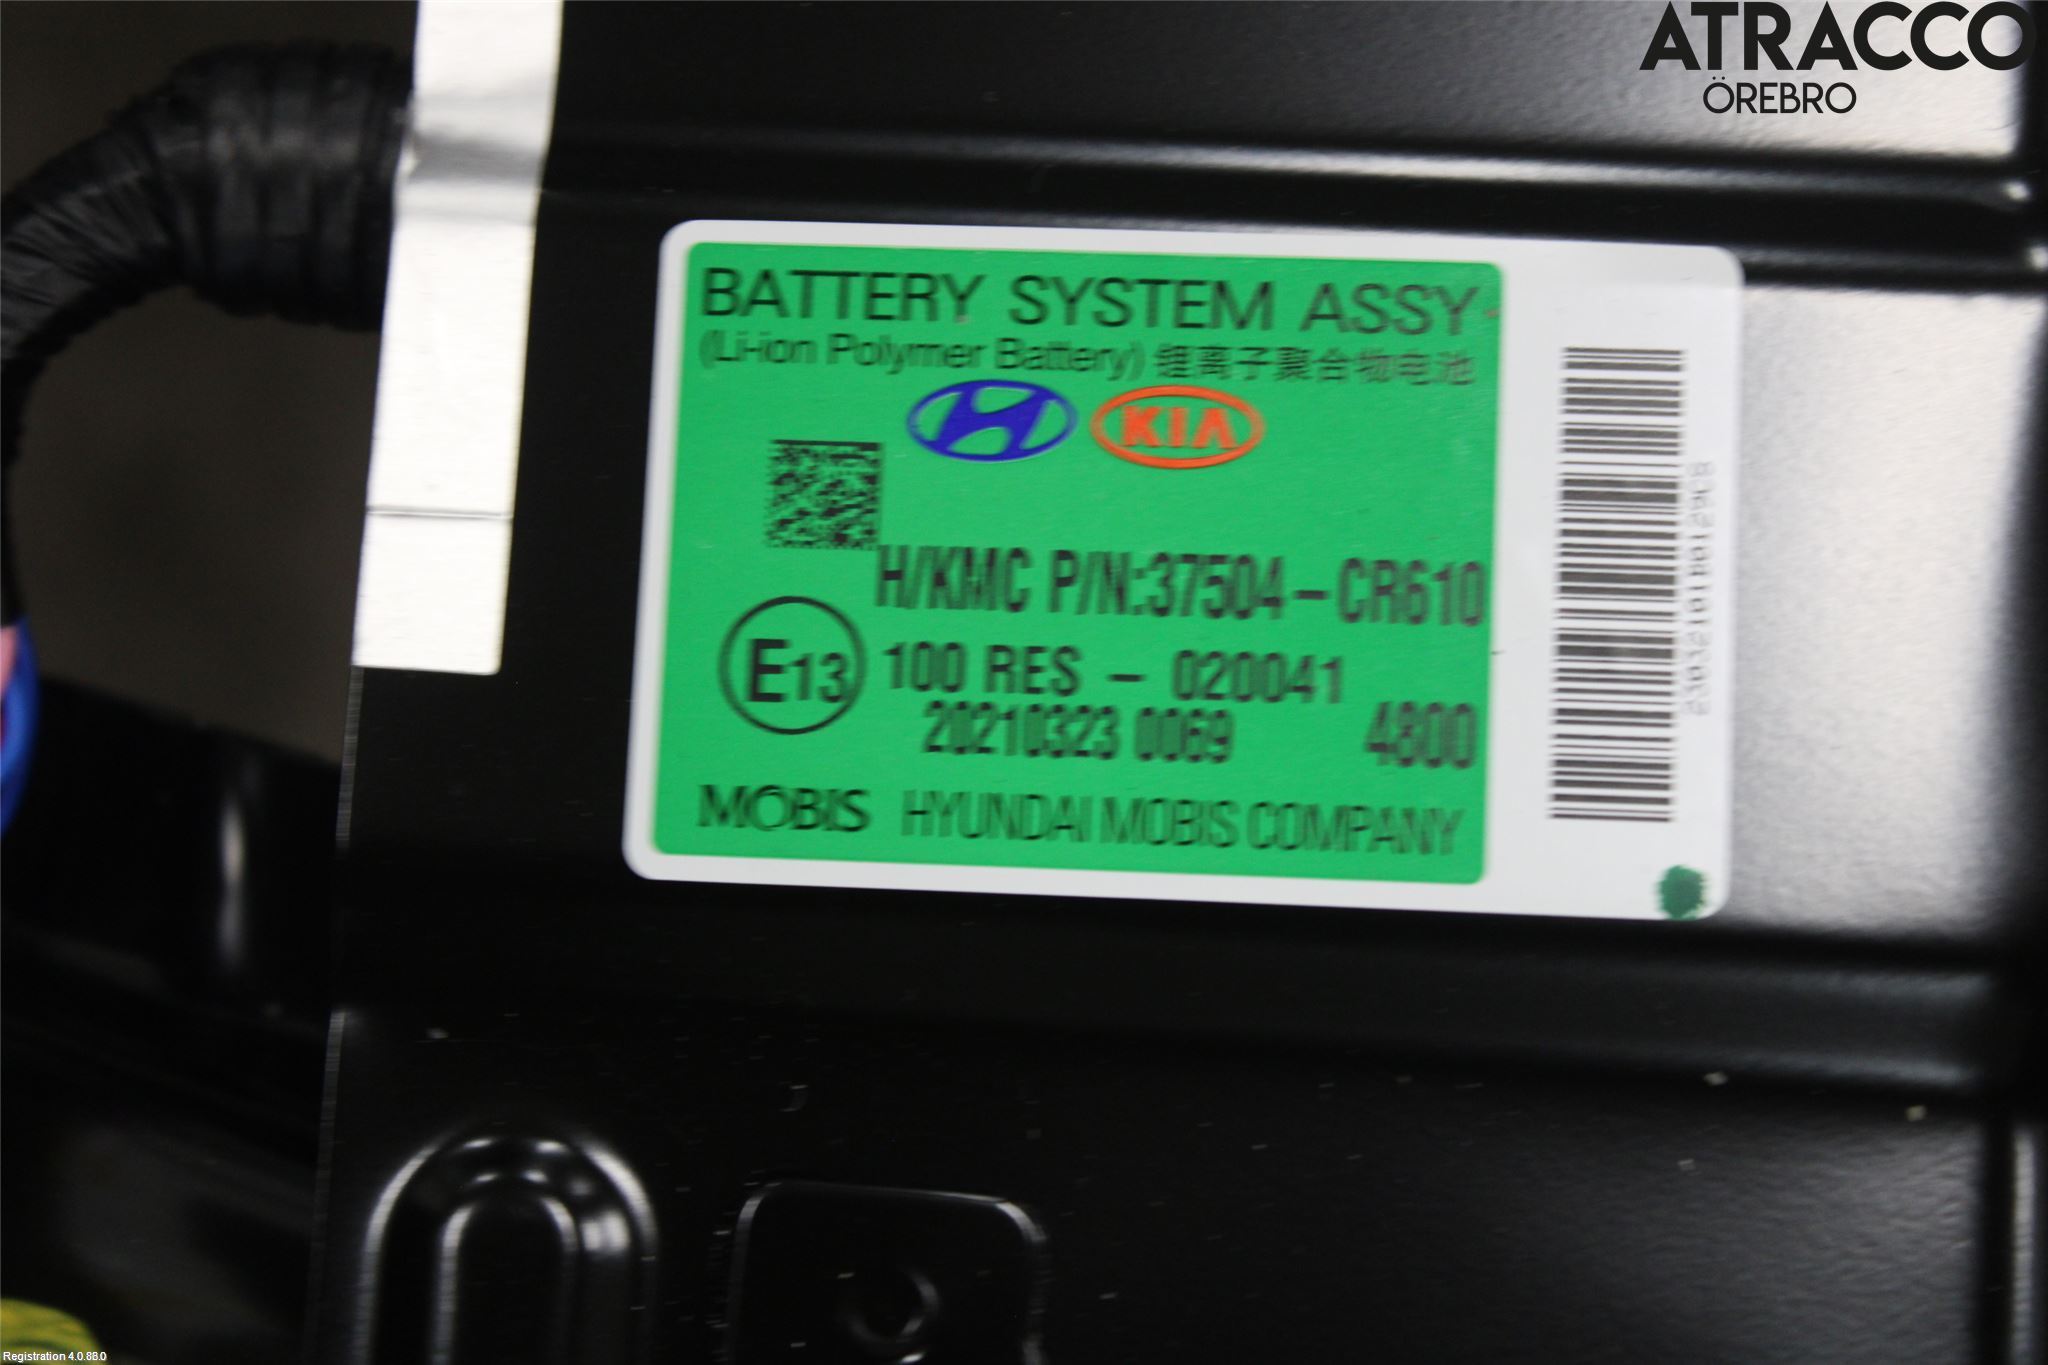 ATRACCO
ÖREBRO
BATTERY SYSTEM ASSY
(Li-ion Polymer Battery) 锂离子聚合物电池
KIA
H/KMC P/N:37504-CR610
E13 100 RES - 020041
20210323 0069 4800
MOBIS HYUNDAI MOBIS COMPANY
Registration 4.0.88.0